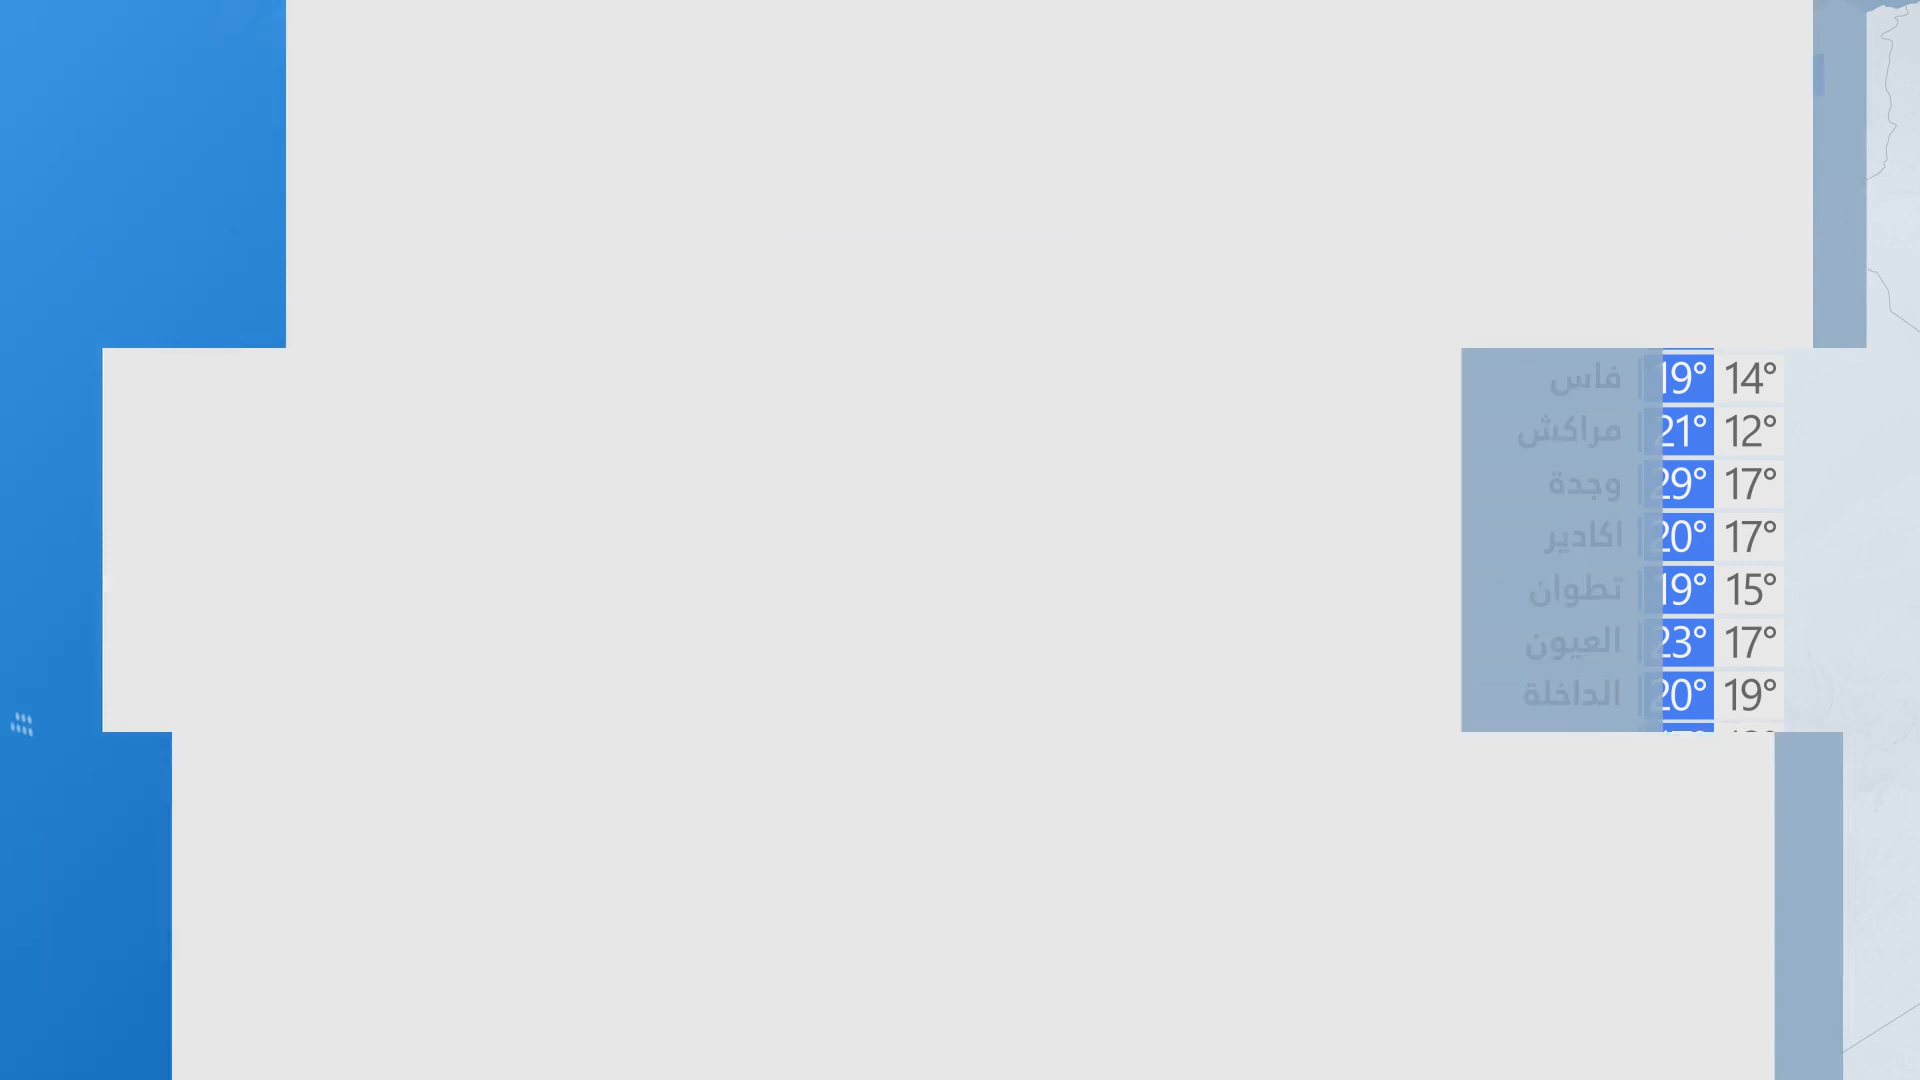 فاس 19° 14°
مراكش 21° 12°
وجدة 29° 17°
اكادير 20° 17°
تطوان 19° 15°
العيون 23° 17°
الداخلة 20° 19°